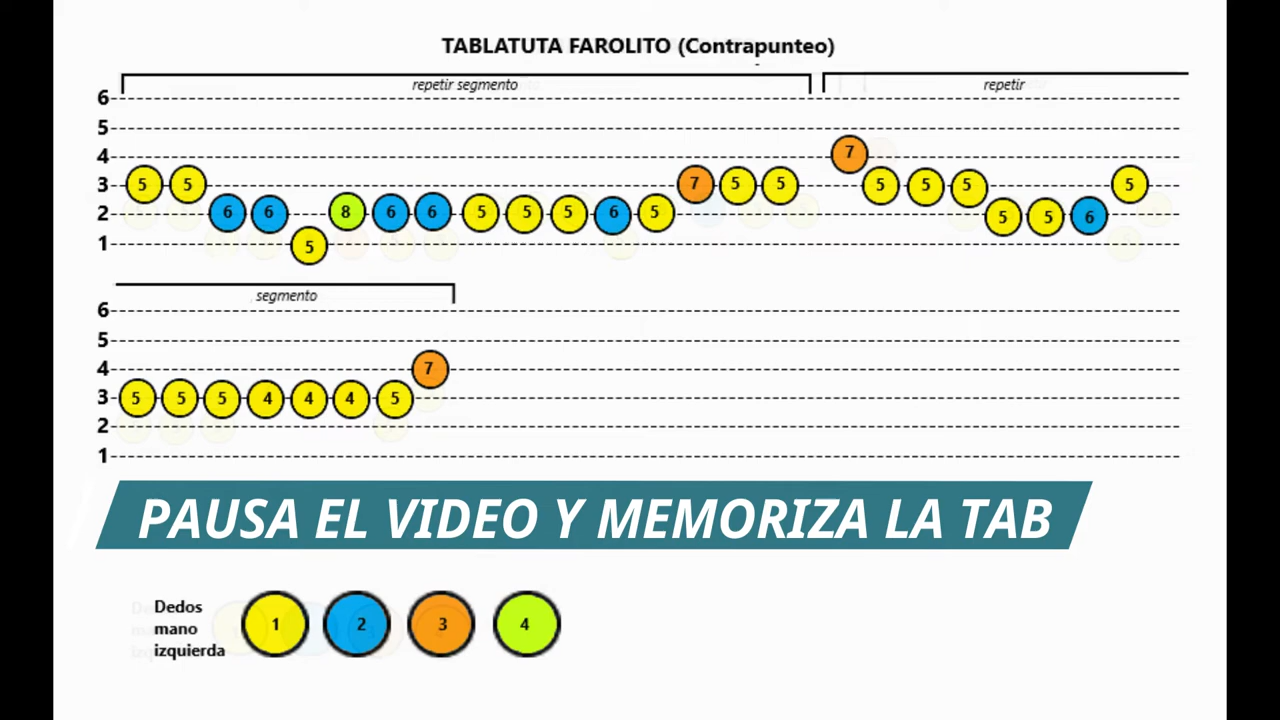 TABLATUTA FAROLITO (Contrapunteo)
repetir segmento repetir
6
5
4 7
3 5 5 7 5 5 5 5 5 5
2 6 6 8 6 6 5 5 5 6 5 5 5 6
1 5
segmento
6
5
4 7
3 5 5 5 4 4 4 5
2
1
PAUSA EL VIDEO Y MEMORIZA LA TAB
Dedos
mano 1 2 3 4
izquierda